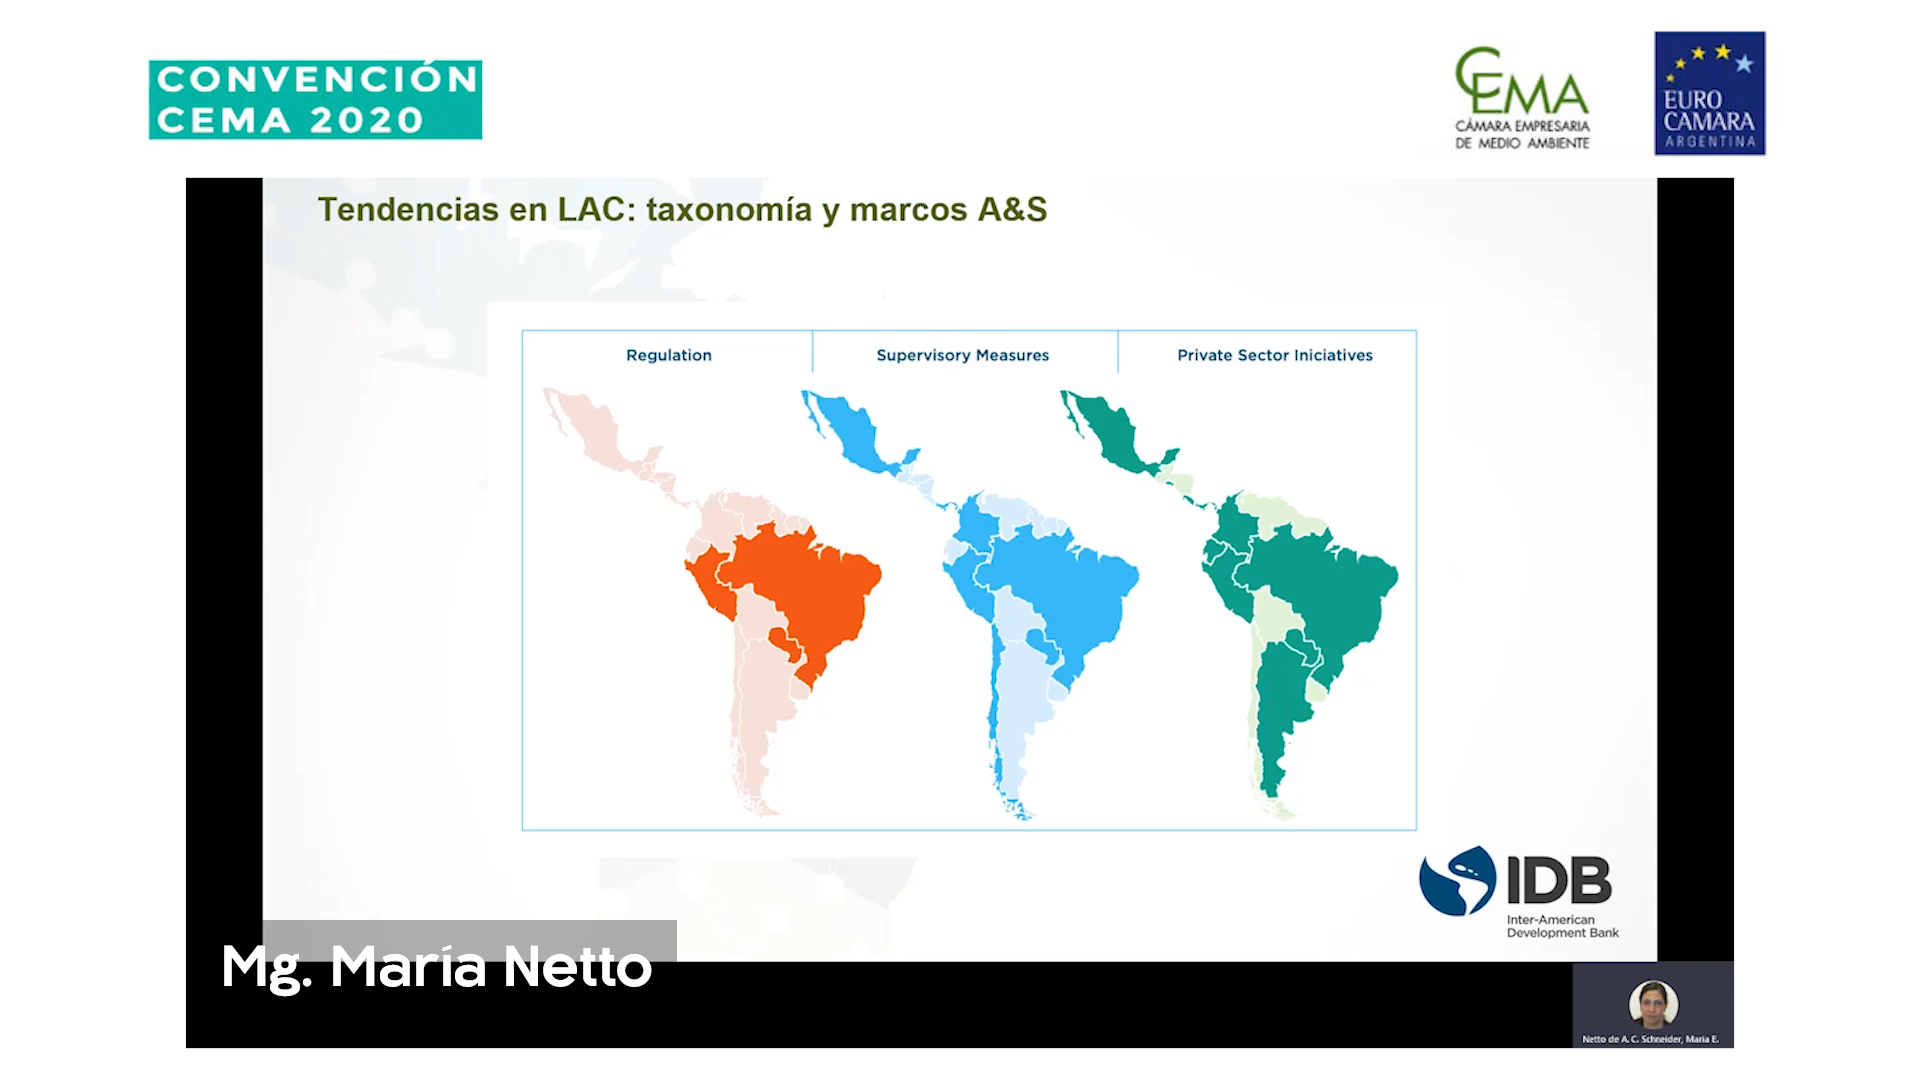 CONVENCIÓN
CEMA 2020
CEMA
CÁMARA EMPRESARIA
DE MEDIO AMBIENTE
EURO
CAMARA
ARGENTINA
Tendencias en LAC: taxonomía y marcos A&S
Regulation
Supervisory Measures
Private Sector Iniciatives
IDB
Inter-American
Development Bank
Mg. María Netto
Netto de A. C. Schneider, Maria E.